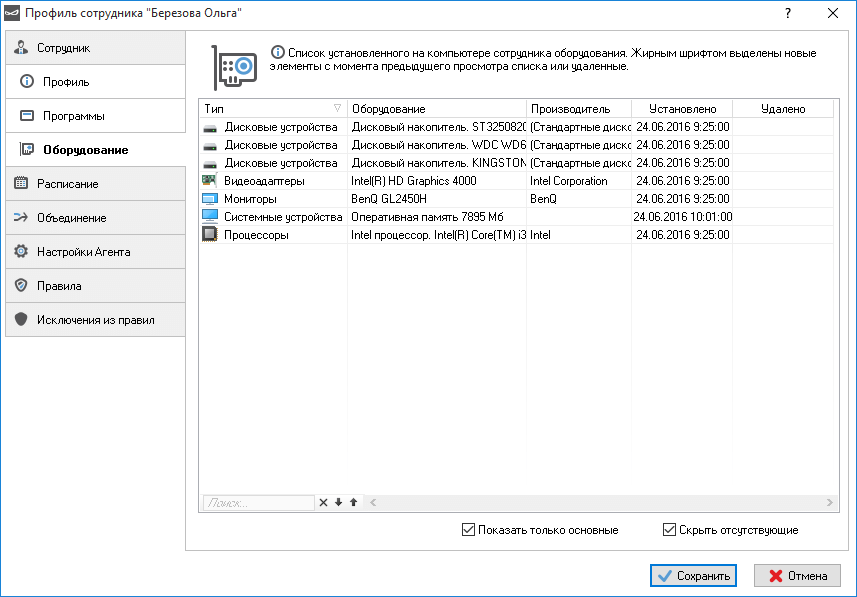 Профиль сотрудника "Березова Ольга"
?
Сотрудник
Профиль
Программы
Оборудование
Расписание
Объединение
Настройки Агента
Правила
Исключения из правил
Список установленного на компьютере сотрудника оборудования. Жирным шрифтом выделены новые
элементы с момента предыдущего просмотра списка или удаленные.
Тип Оборудование Производитель Установлено Удалено
Дисковые устройства Дисковый накопитель. ST3250820 (Стандартные диско 24.06.2016 9:25:00
Дисковые устройства Дисковый накопитель. WDC WD6 (Стандартные диско 24.06.2016 9:25:00
Дисковые устройства Дисковый накопитель. KINGSTON (Стандартные диско 24.06.2016 9:25:00
Видеоадаптеры Intel(R) HD Graphics 4000 Intel Corporation 24.06.2016 9:25:00
Мониторы BenQ GL2450H BenQ 24.06.2016 9:25:00
Системные устройства Оперативная память 7895 Мб 24.06.2016 10:01:00
Процессоры Intel процессор. Intel(R) Core(TM) i3 Intel 24.06.2016 9:25:00
Поиск...
Показать только основные Скрыть отсутствующие
Сохранить Отмена